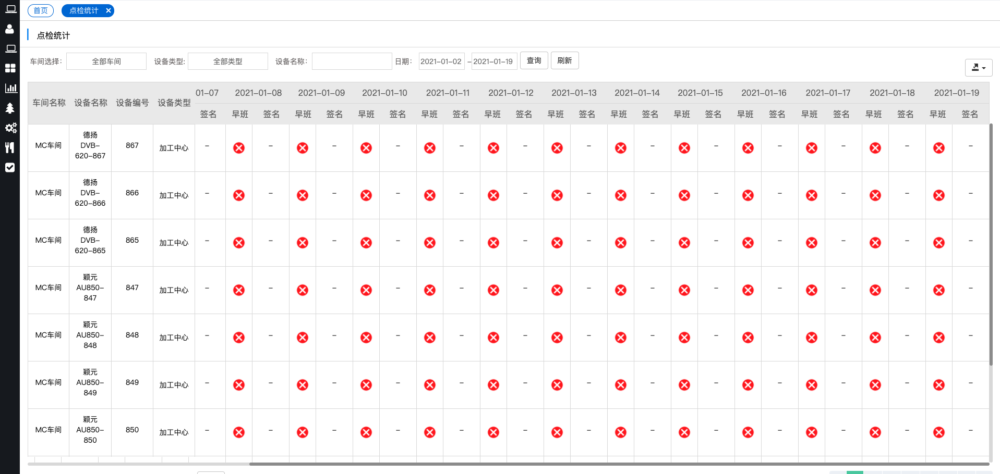 首页 点检统计 ×
点检统计
车间选择: 全部车间 设备类型: 全部类型 设备名称: 日期: 2021-01-02 - 2021-01-19 查询 刷新
车间名称 设备名称 设备编号 设备类型 01-07 2021-01-08 2021-01-09 2021-01-10 2021-01-11 2021-01-12 2021-01-13 2021-01-14 2021-01-15 2021-01-16 2021-01-17 2021-01-18 2021-01-19
签名 早班 签名 早班 签名 早班 签名 早班 签名 早班 签名 早班 签名 早班 签名 早班 签名 早班 签名 早班 签名 早班 签名 早班 签名
MC车间 德扬 DVB-620-867 867 加工中心 - - - - - - - - - - - - -
MC车间 德扬 DVB-620-866 866 加工中心 - - - - - - - - - - - - -
MC车间 德扬 DVB-620-865 865 加工中心 - - - - - - - - - - - - -
MC车间 颖元 AU850-847 847 加工中心 - - - - - - - - - - - - -
MC车间 颖元 AU850-848 848 加工中心 - - - - - - - - - - - - -
MC车间 颖元 AU850-849 849 加工中心 - - - - - - - - - - - - -
MC车间 颖元 AU850-850 850 加工中心 - - - - - - - - - - - - -